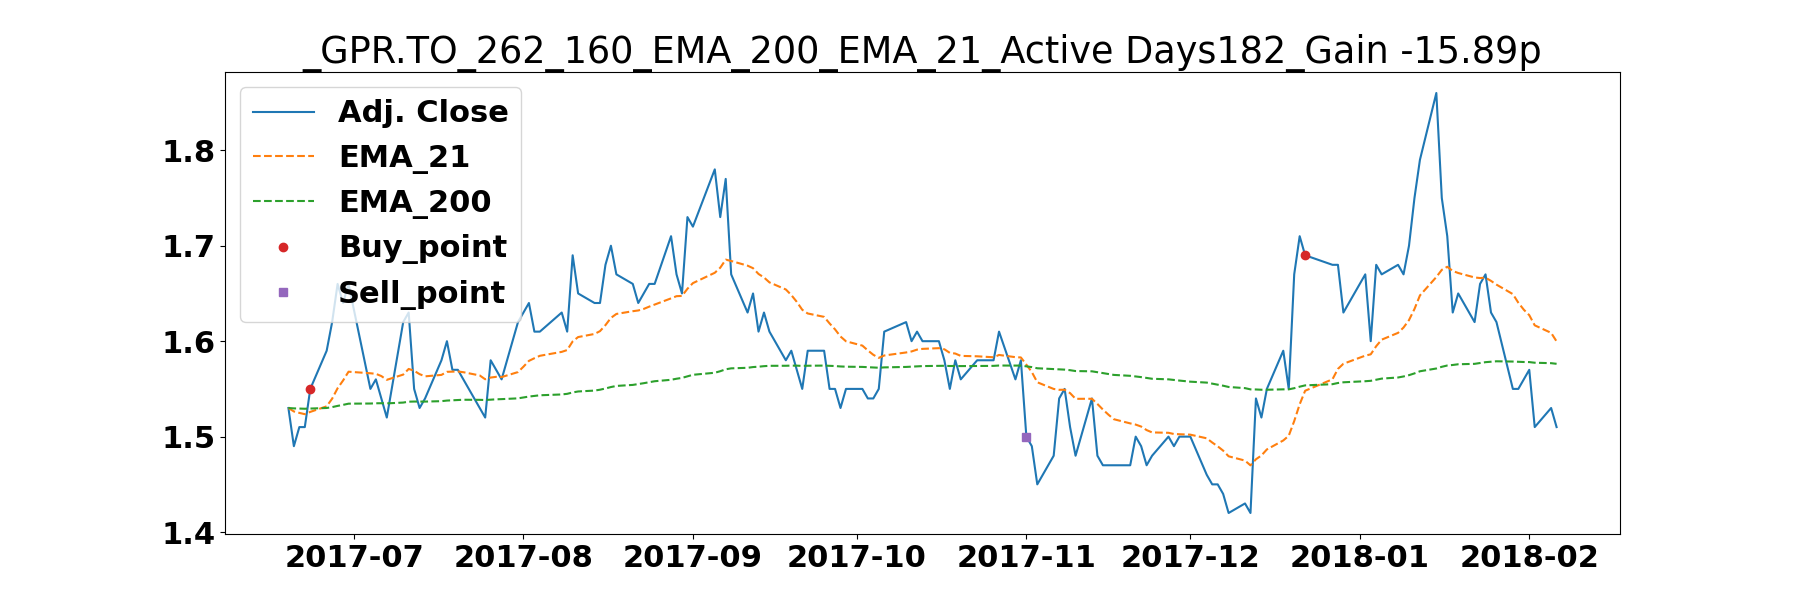 _GPR.TO_262_160_EMA_200_EMA_21_Active Days182_Gain -15.89p
Adj. Close
EMA_21
EMA_200
Buy_point
Sell_point
1.8
1.7
1.6
1.5
1.4
2017-07 2017-08 2017-09 2017-10 2017-11 2017-12 2018-01 2018-02